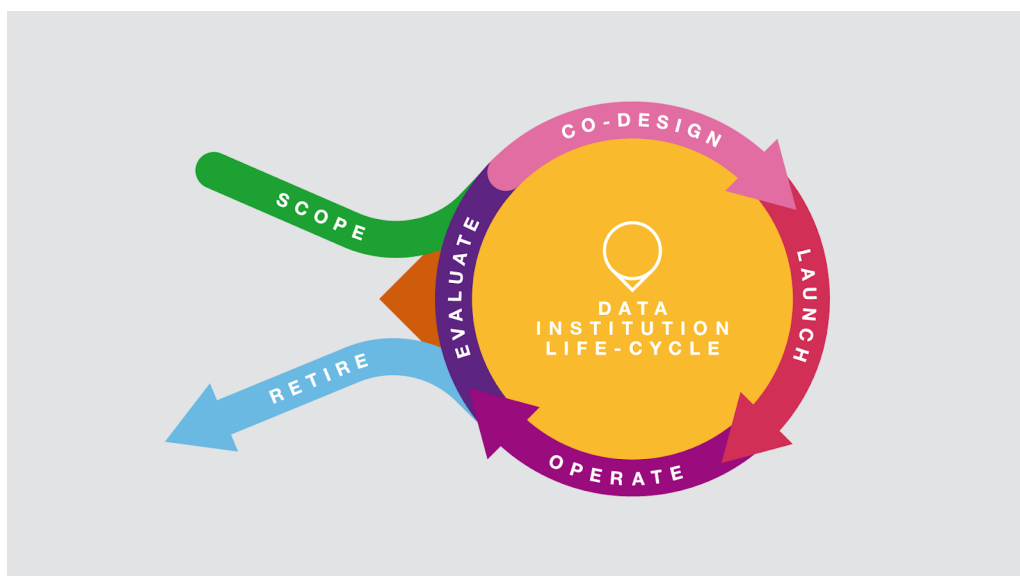 SCOPE
CO-DESIGN
LAUNCH
OPERATE
EVALUATE
RETIRE
DATA
INSTITUTION
LIFE-CYCLE